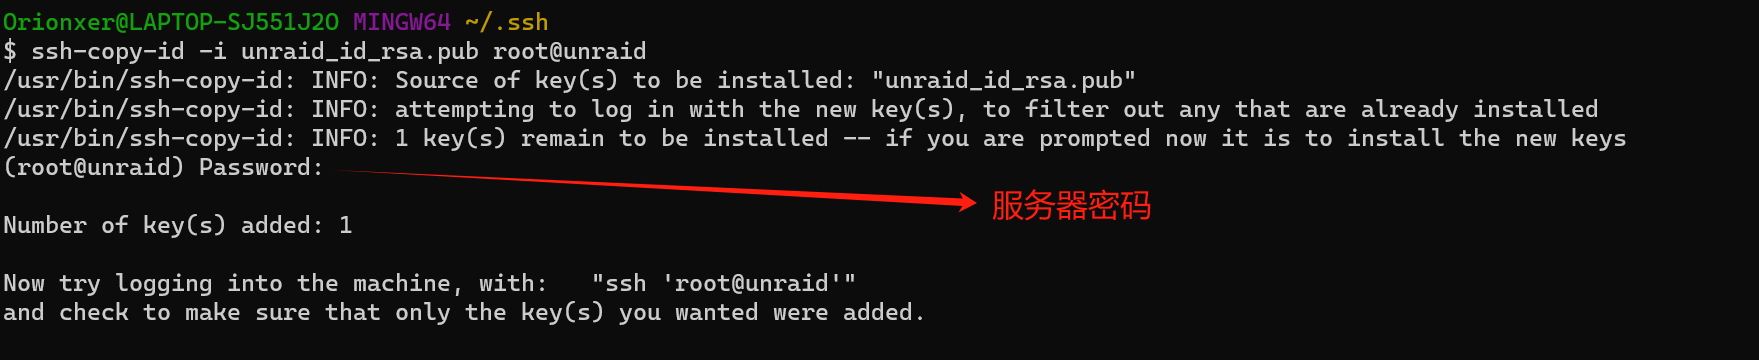 Orionxer@LAPTOP-SJ551J2O MINGW64 ~/.ssh
$ ssh-copy-id -i unraid_id_rsa.pub root@unraid
/usr/bin/ssh-copy-id: INFO: Source of key(s) to be installed: "unraid_id_rsa.pub"
/usr/bin/ssh-copy-id: INFO: attempting to log in with the new key(s), to filter out any that are already installed
/usr/bin/ssh-copy-id: INFO: 1 key(s) remain to be installed -- if you are prompted now it is to install the new keys
(root@unraid) Password:
服务器密码
Number of key(s) added: 1
Now try logging into the machine, with:   "ssh 'root@unraid'"
and check to make sure that only the key(s) you wanted were added.